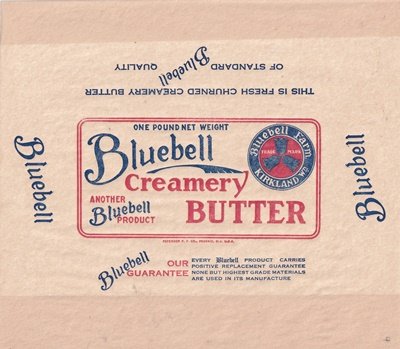 THIS IS FRESH CHURNED CREAMERY BUTTER
OF STANDARD Bluebell QUALITY
Bluebell
ONE POUND NET WEIGHT
Bluebell
Creamery
ANOTHER
Bluebell
PRODUCT
BUTTER
Bluebell Farm
TRADE MARK
KIRKLAND WN.
Bluebell
Bluebell
OUR
GUARANTEE
EVERY Bluebell PRODUCT CARRIES
POSITIVE REPLACEMENT GUARANTEE
NONE BUT HIGHEST GRADE MATERIALS
ARE USED IN ITS MANUFACTURE